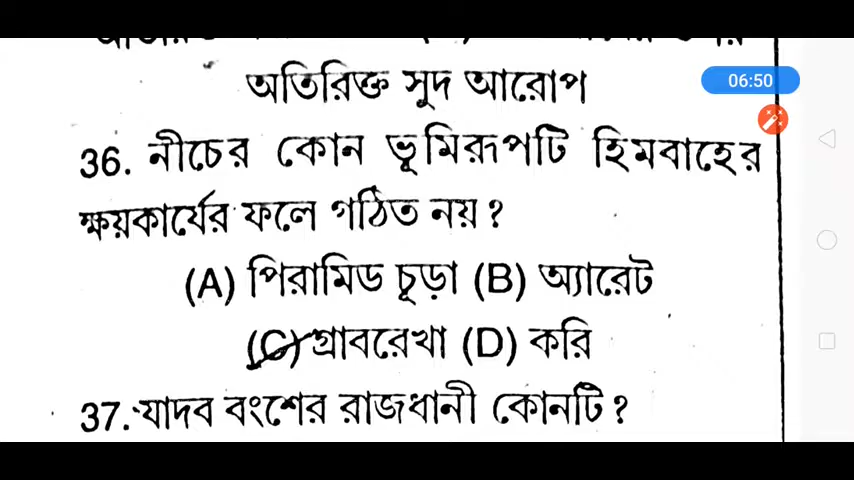 অতিরিক্ত সুদ আরোপ
06:50
36. নীচের কোন ভূমিরূপটি হিমবাহের
ক্ষয়কার্যের ফলে গঠিত নয় ?
(A) পিরামিড চূড়া (B) অ্যারেট
(C) গ্রাবরেখা (D) করি
37. যাদব বংশের রাজধানী কোনটি ?